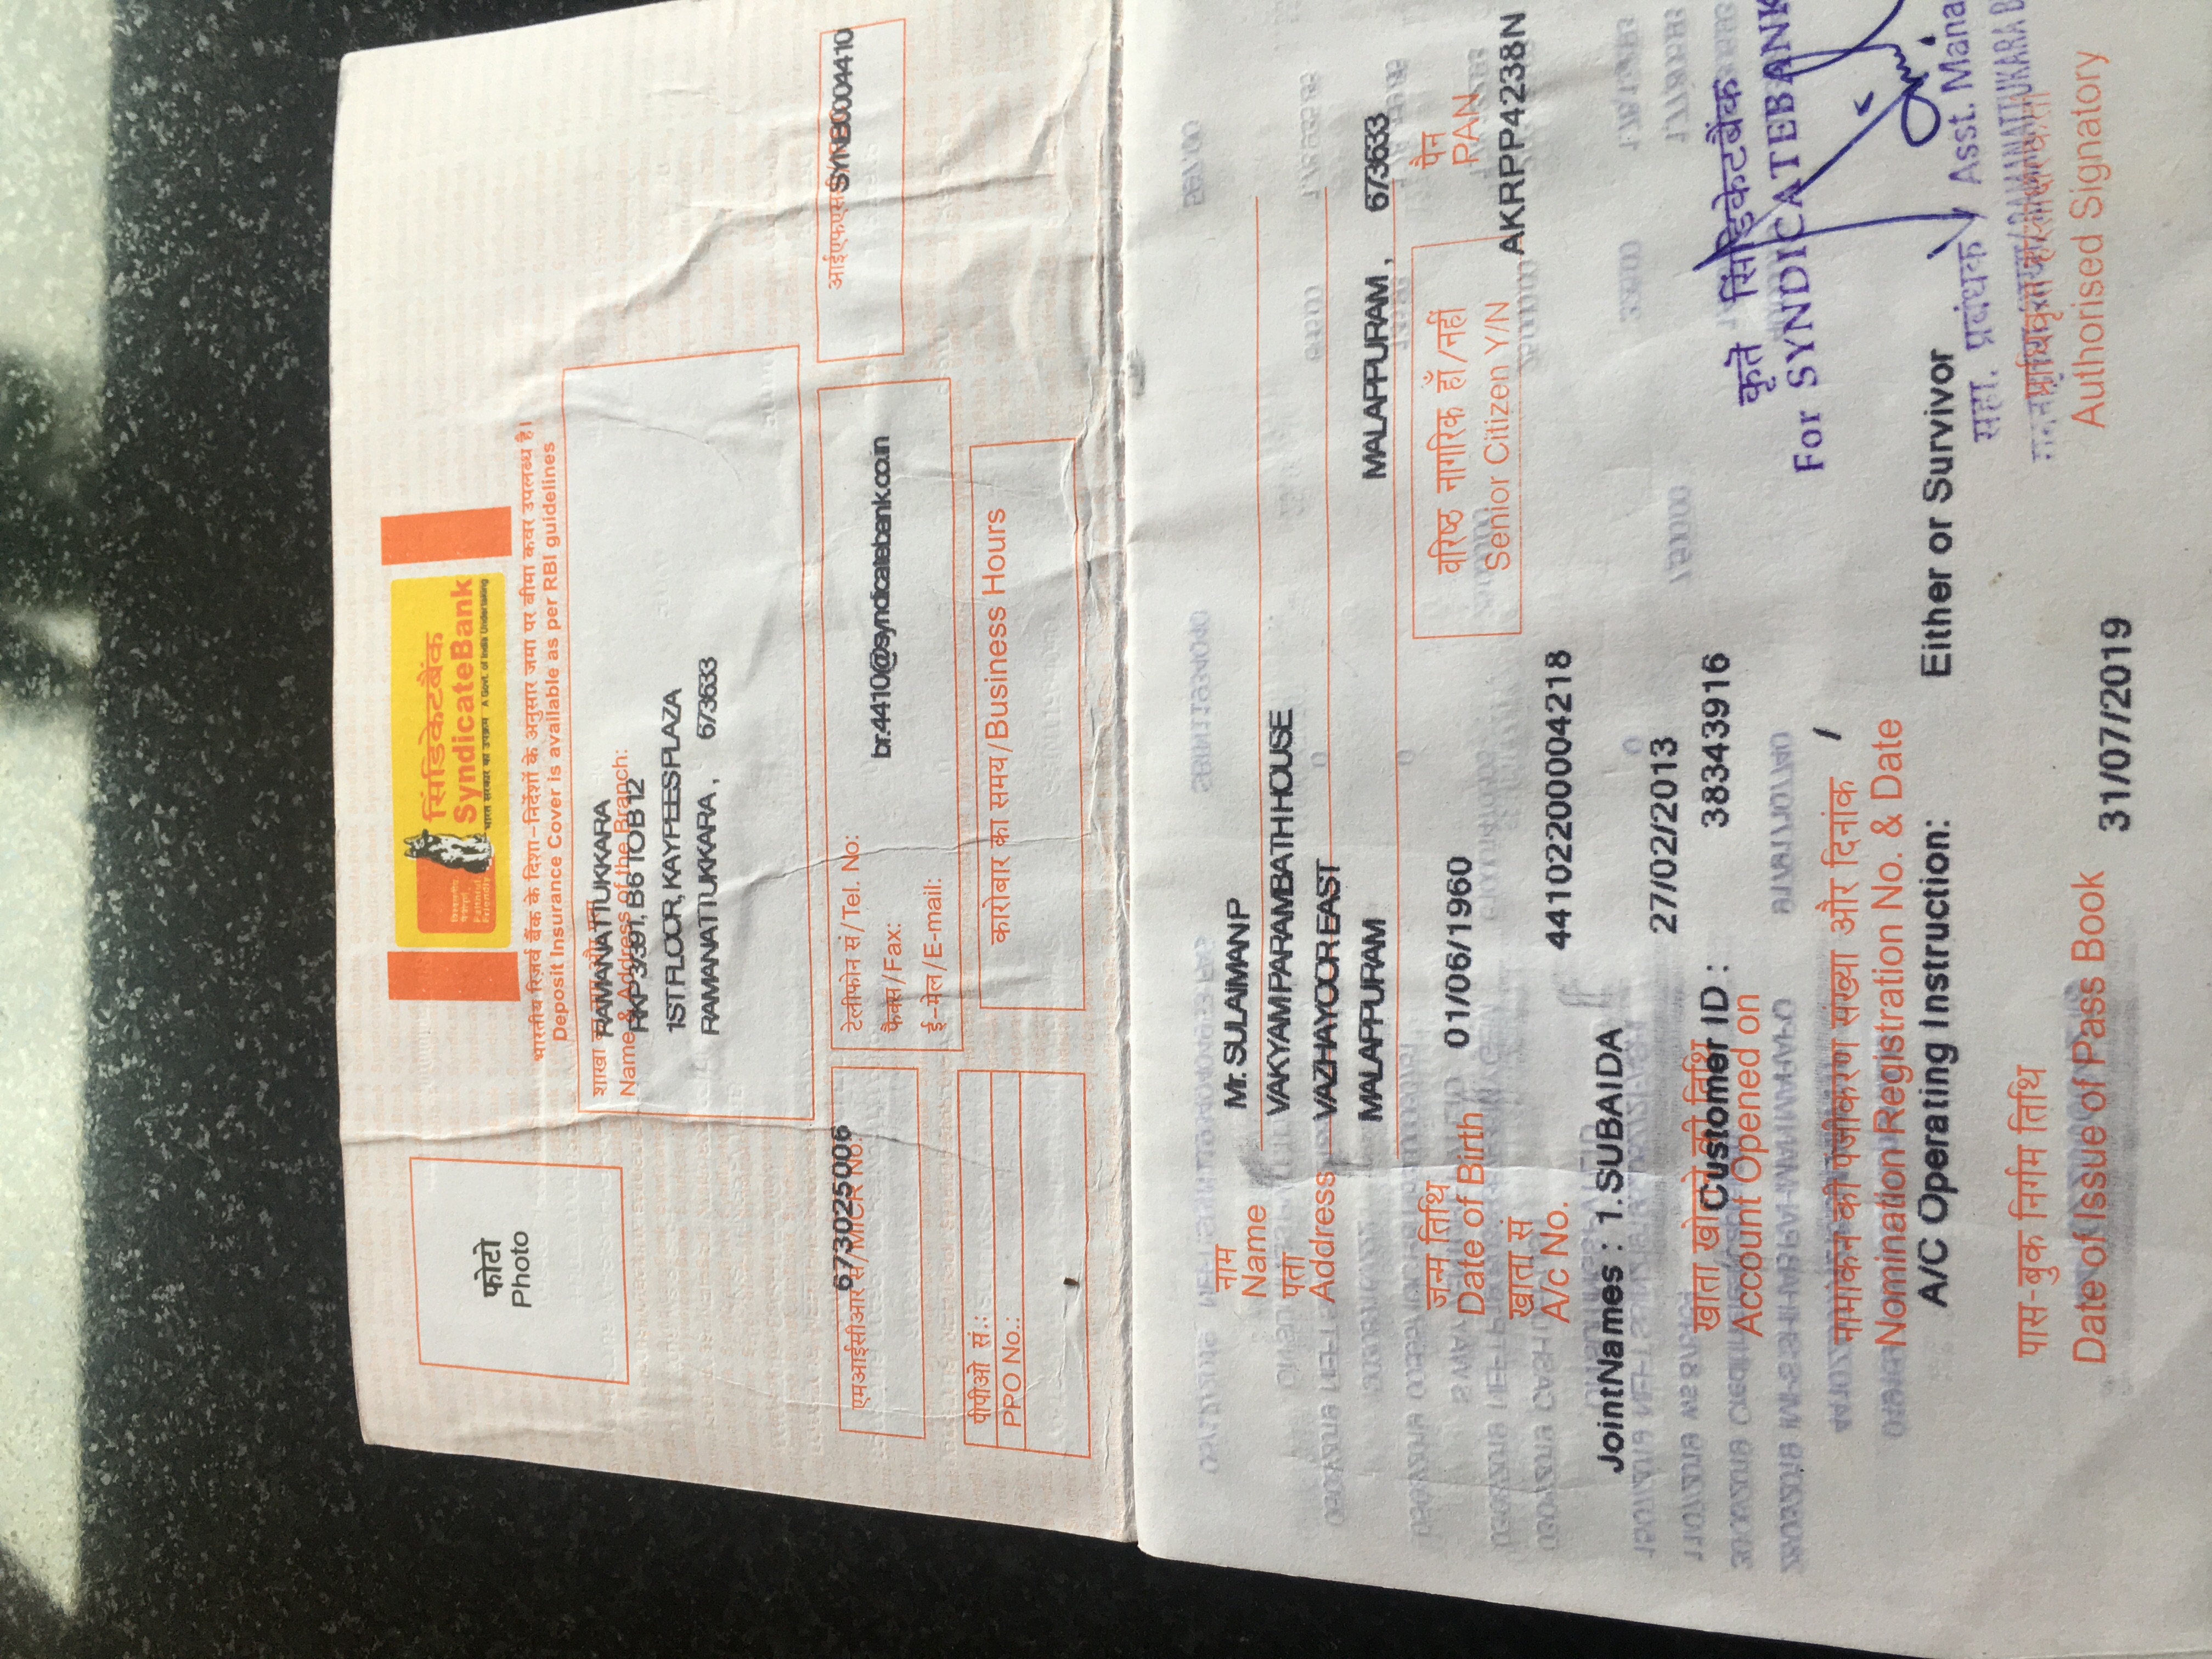 फोटो
Photo
सिंडिकेटबैंक
SyndicateBank
Faithful
Friendly
भारत सरकार का उपक्रम A Govt. of India Undertaking
भारतीय रिज़र्व बैंक के दिशा-निर्देशों के अनुसार जमा पर बीमा कवर उपलब्ध है।
Deposit Insurance Cover is available as per RBI guidelines
शाखा का नाम और पता
RAMANATTUKKARA
Name & Address of the Branch:
RKP 3/391, B6 TO B 12
1ST FLOOR, KAYPEES PLAZA
RAMANATTUKKARA , 673633
673025006
एमआईसीआर सं/MICR No:
टेलीफोन सं/Tel. No:
फैक्स/Fax:
br.4410@syndicatebank.co.in
ई-मेल/E-mail:
SYNB0004410
पीपीओ सं.:
PPO No.:
कारोबार का समय/Business Hours
नाम
Name Mr. SULAIMAN P
पता
Address VAKYAM PARAMBATH HOUSE
VAZHAYOOR EAST
MALAPPURAM MALAPPURAM , 673633
जन्म तिथि
Date of Birth 01/06/1960
वरिष्ठ नागरिक हाँ/नहीं
Senior Citizen Y/N
पैन
PAN
AKRPP4238N
खाता सं
A/c No. 44102200004218
JointNames : 1.SUBAIDA
27/02/2013
खाता खोलने की तिथि
Customer ID : 38343916
Account Opened on
कृते सिंडिकेटबैंक
For SYNDICATEBANK
नामांकन की पंजीकरण संख्या और दिनांक
Nomination Registration No. & Date
A/C Operating Instruction: Either or Survivor
सहा. प्रबंधक / Asst. Mana
RAMANATTUKARA B
पास-बुक निर्गम तिथि
Date of Issue of Pass Book 31/07/2019
प्राधिकृत हस्ताक्षरकर्ता
Authorised Signatory